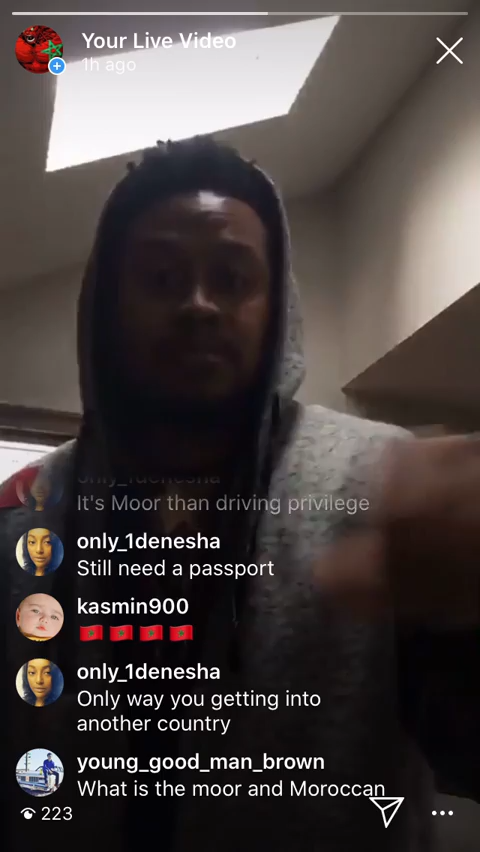 Your Live Video
1h ago
only_1denesha
It's Moor than driving privilege
only_1denesha
Still need a passport
kasmin900
🇲🇦 🇲🇦 🇲🇦 🇲🇦
only_1denesha
Only way you getting into
another country
young_good_man_brown
What is the moor and Moroccan
223